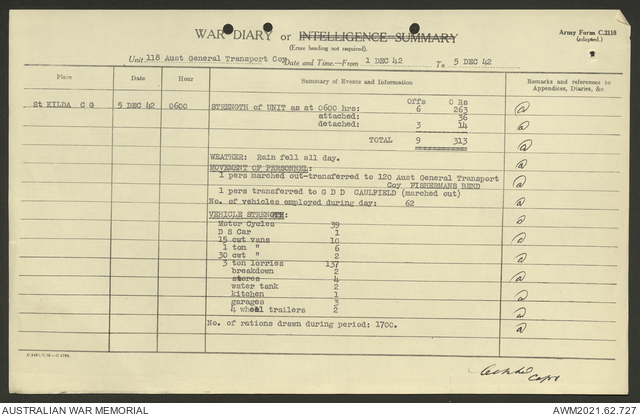 WAR DIARY or INTELLIGENCE SUMMARY
Army Form C.2118
(Erase heading not required).
(adapted.)
Unit 118 Aust General Transport Coy Date and Time.—From 1 DEC 42 To 5 DEC 42
Place Date Hour Summary of Events and Information Remarks and references to Appendices, Diaries, &c.
Offs O Rs
St KILDA C G 5 DEC 42 0600 STRENGTH of UNIT as at 0600 hrs: 6 263
attached: 36
detached: 3 14
TOTAL 9 313
WEATHER: Rain fell all day.
MOVEMENT OF PERSONNEL:
1 pers marched out-transferred to 120 Aust General Transport
Coy FISHERMANS BEND
1 pers transferred to G D D CAULFIELD (marched out)
No. of vehicles employed during day: 62
VEHICLE STRENGTH:
Motor Cycles 39
D S Car 1
15 cwt vans 10
1 ton " 6
30 cwt " 2
3 ton lorries 137
breakdown 2
stores 4
water tank 2
kitchen 1
garages 3
4 wheel trailers 2
No. of rations drawn during period: 1700.
Capt
AUSTRALIAN WAR MEMORIAL
AWM2021.62.727